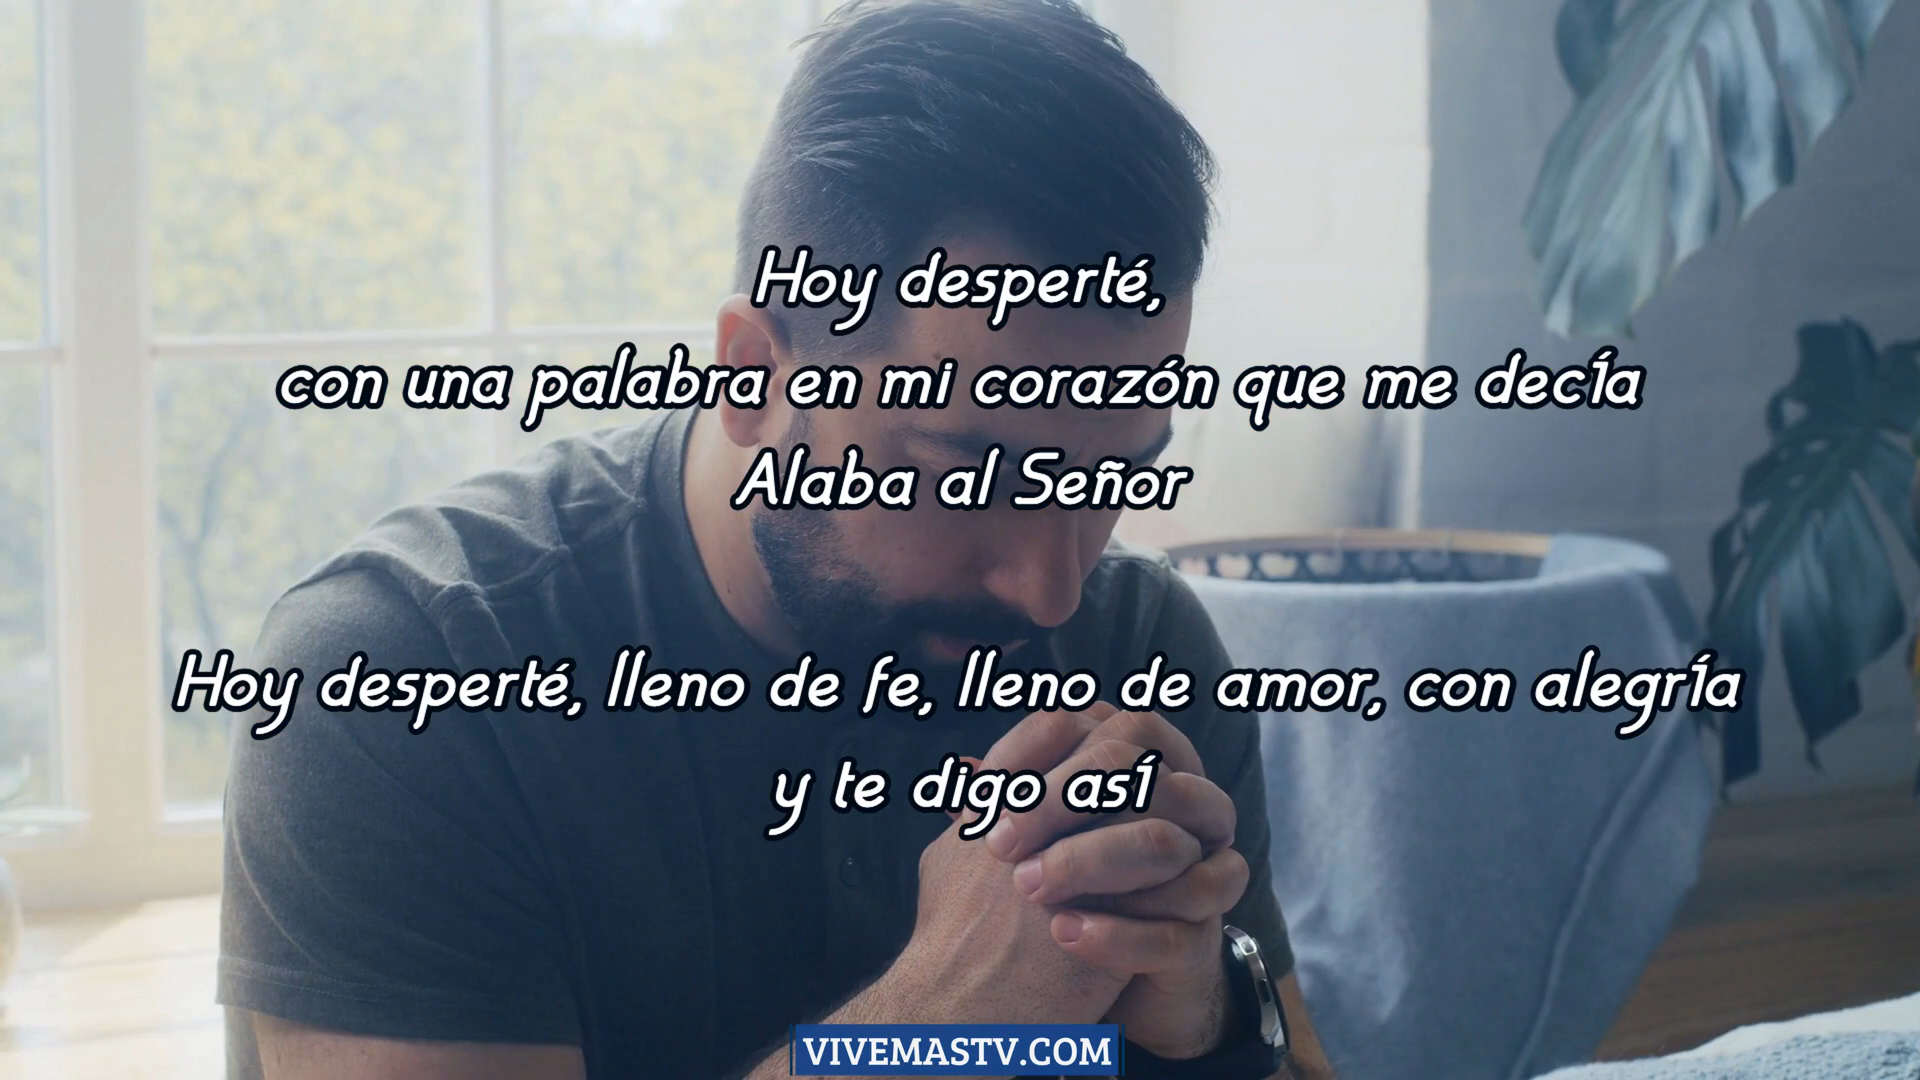 Hoy desperté,
con una palabra en mi corazón que me decía
Alaba al Señor
Hoy desperté, lleno de fe, lleno de amor, con alegría
y te digo así
VIVEMASTV.COM